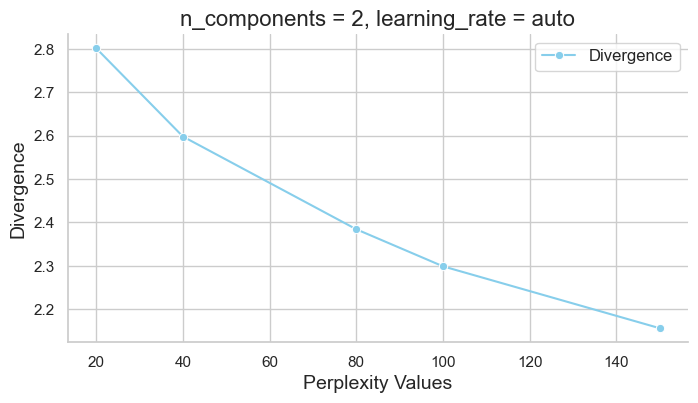 n_components = 2, learning_rate = auto
Divergence
2.8
2.7
2.6
2.5
2.4
2.3
2.2
Divergence
20 40 60 80 100 120 140
Perplexity Values